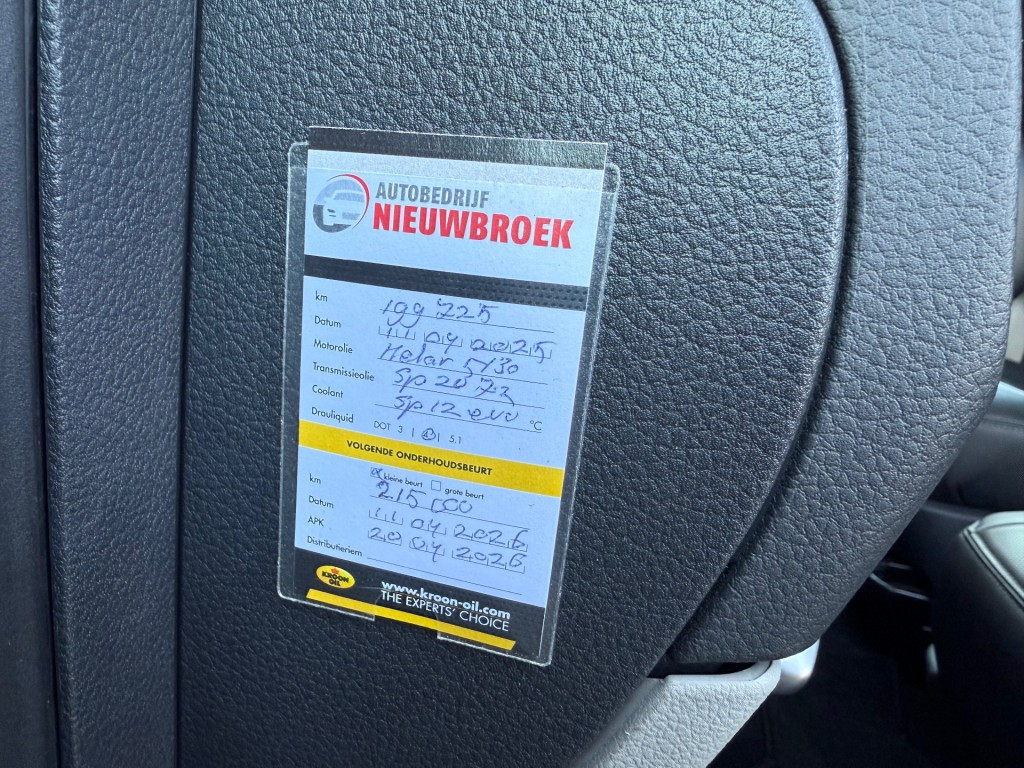 AUTOBEDRIJF
NIEUWBROEK
km 199 225
Datum 11 04 2025
Motorolie Helar 5/30
Transmissieolie Sp 20 72
Coolant Sp 12 evo °C
Drauliquid DOT 3 | 4 | 5.1
VOLGENDE ONDERHOUDSBEURT
kleine beurt grote beurt
km 215 000
Datum 11 04 2026
APK 20 04 2026
Distributieriem
KROON OIL www.kroon-oil.com
THE EXPERTS' CHOICE